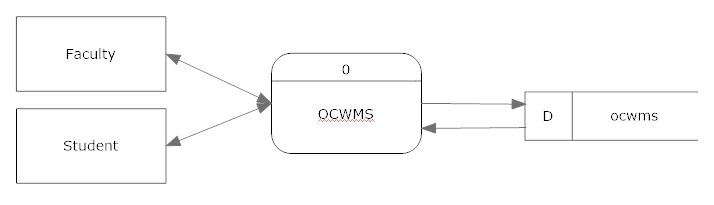 Faculty
Student
0
OCWMS
D
ocwms